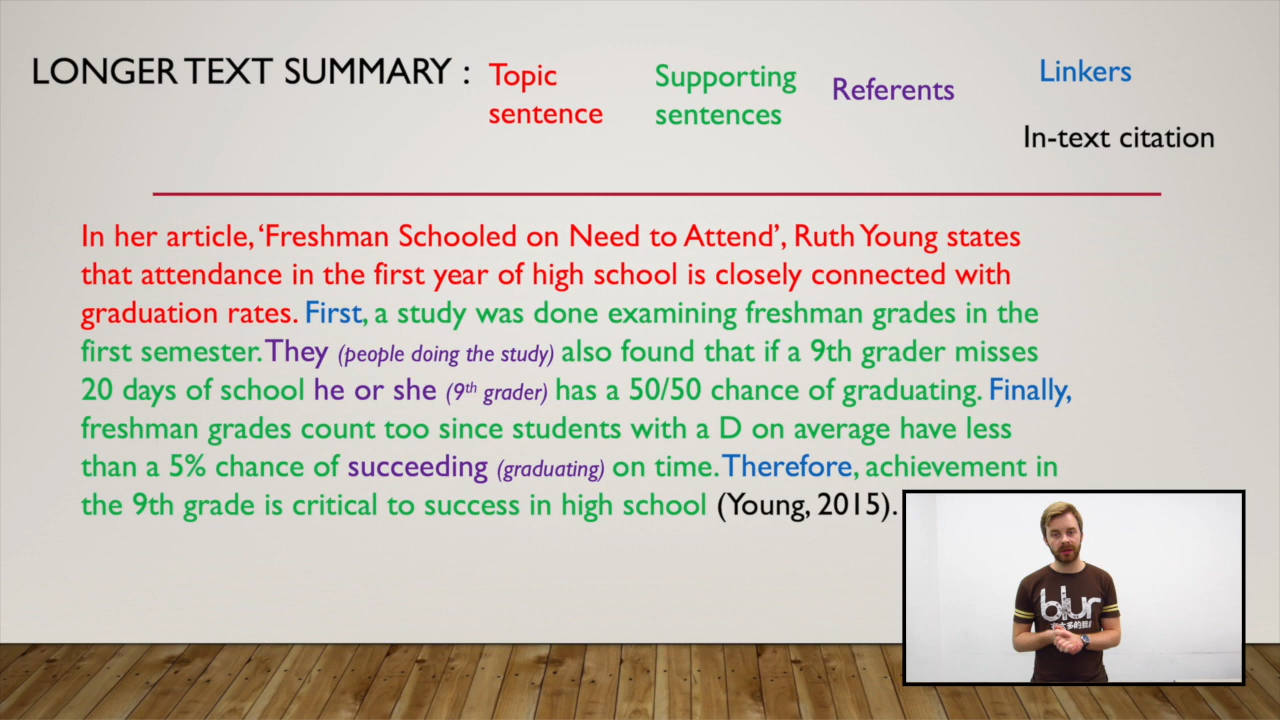 LONGER TEXT SUMMARY :
Topic
sentence
Supporting
sentences
Referents
Linkers
In-text citation
In her article, ‘Freshman Schooled on Need to Attend’, Ruth Young states
that attendance in the first year of high school is closely connected with
graduation rates. First, a study was done examining freshman grades in the
first semester. They (people doing the study) also found that if a 9th grader misses
20 days of school he or she (9th grader) has a 50/50 chance of graduating. Finally,
freshman grades count too since students with a D on average have less
than a 5% chance of succeeding (graduating) on time. Therefore, achievement in
the 9th grade is critical to success in high school (Young, 2015).
blur